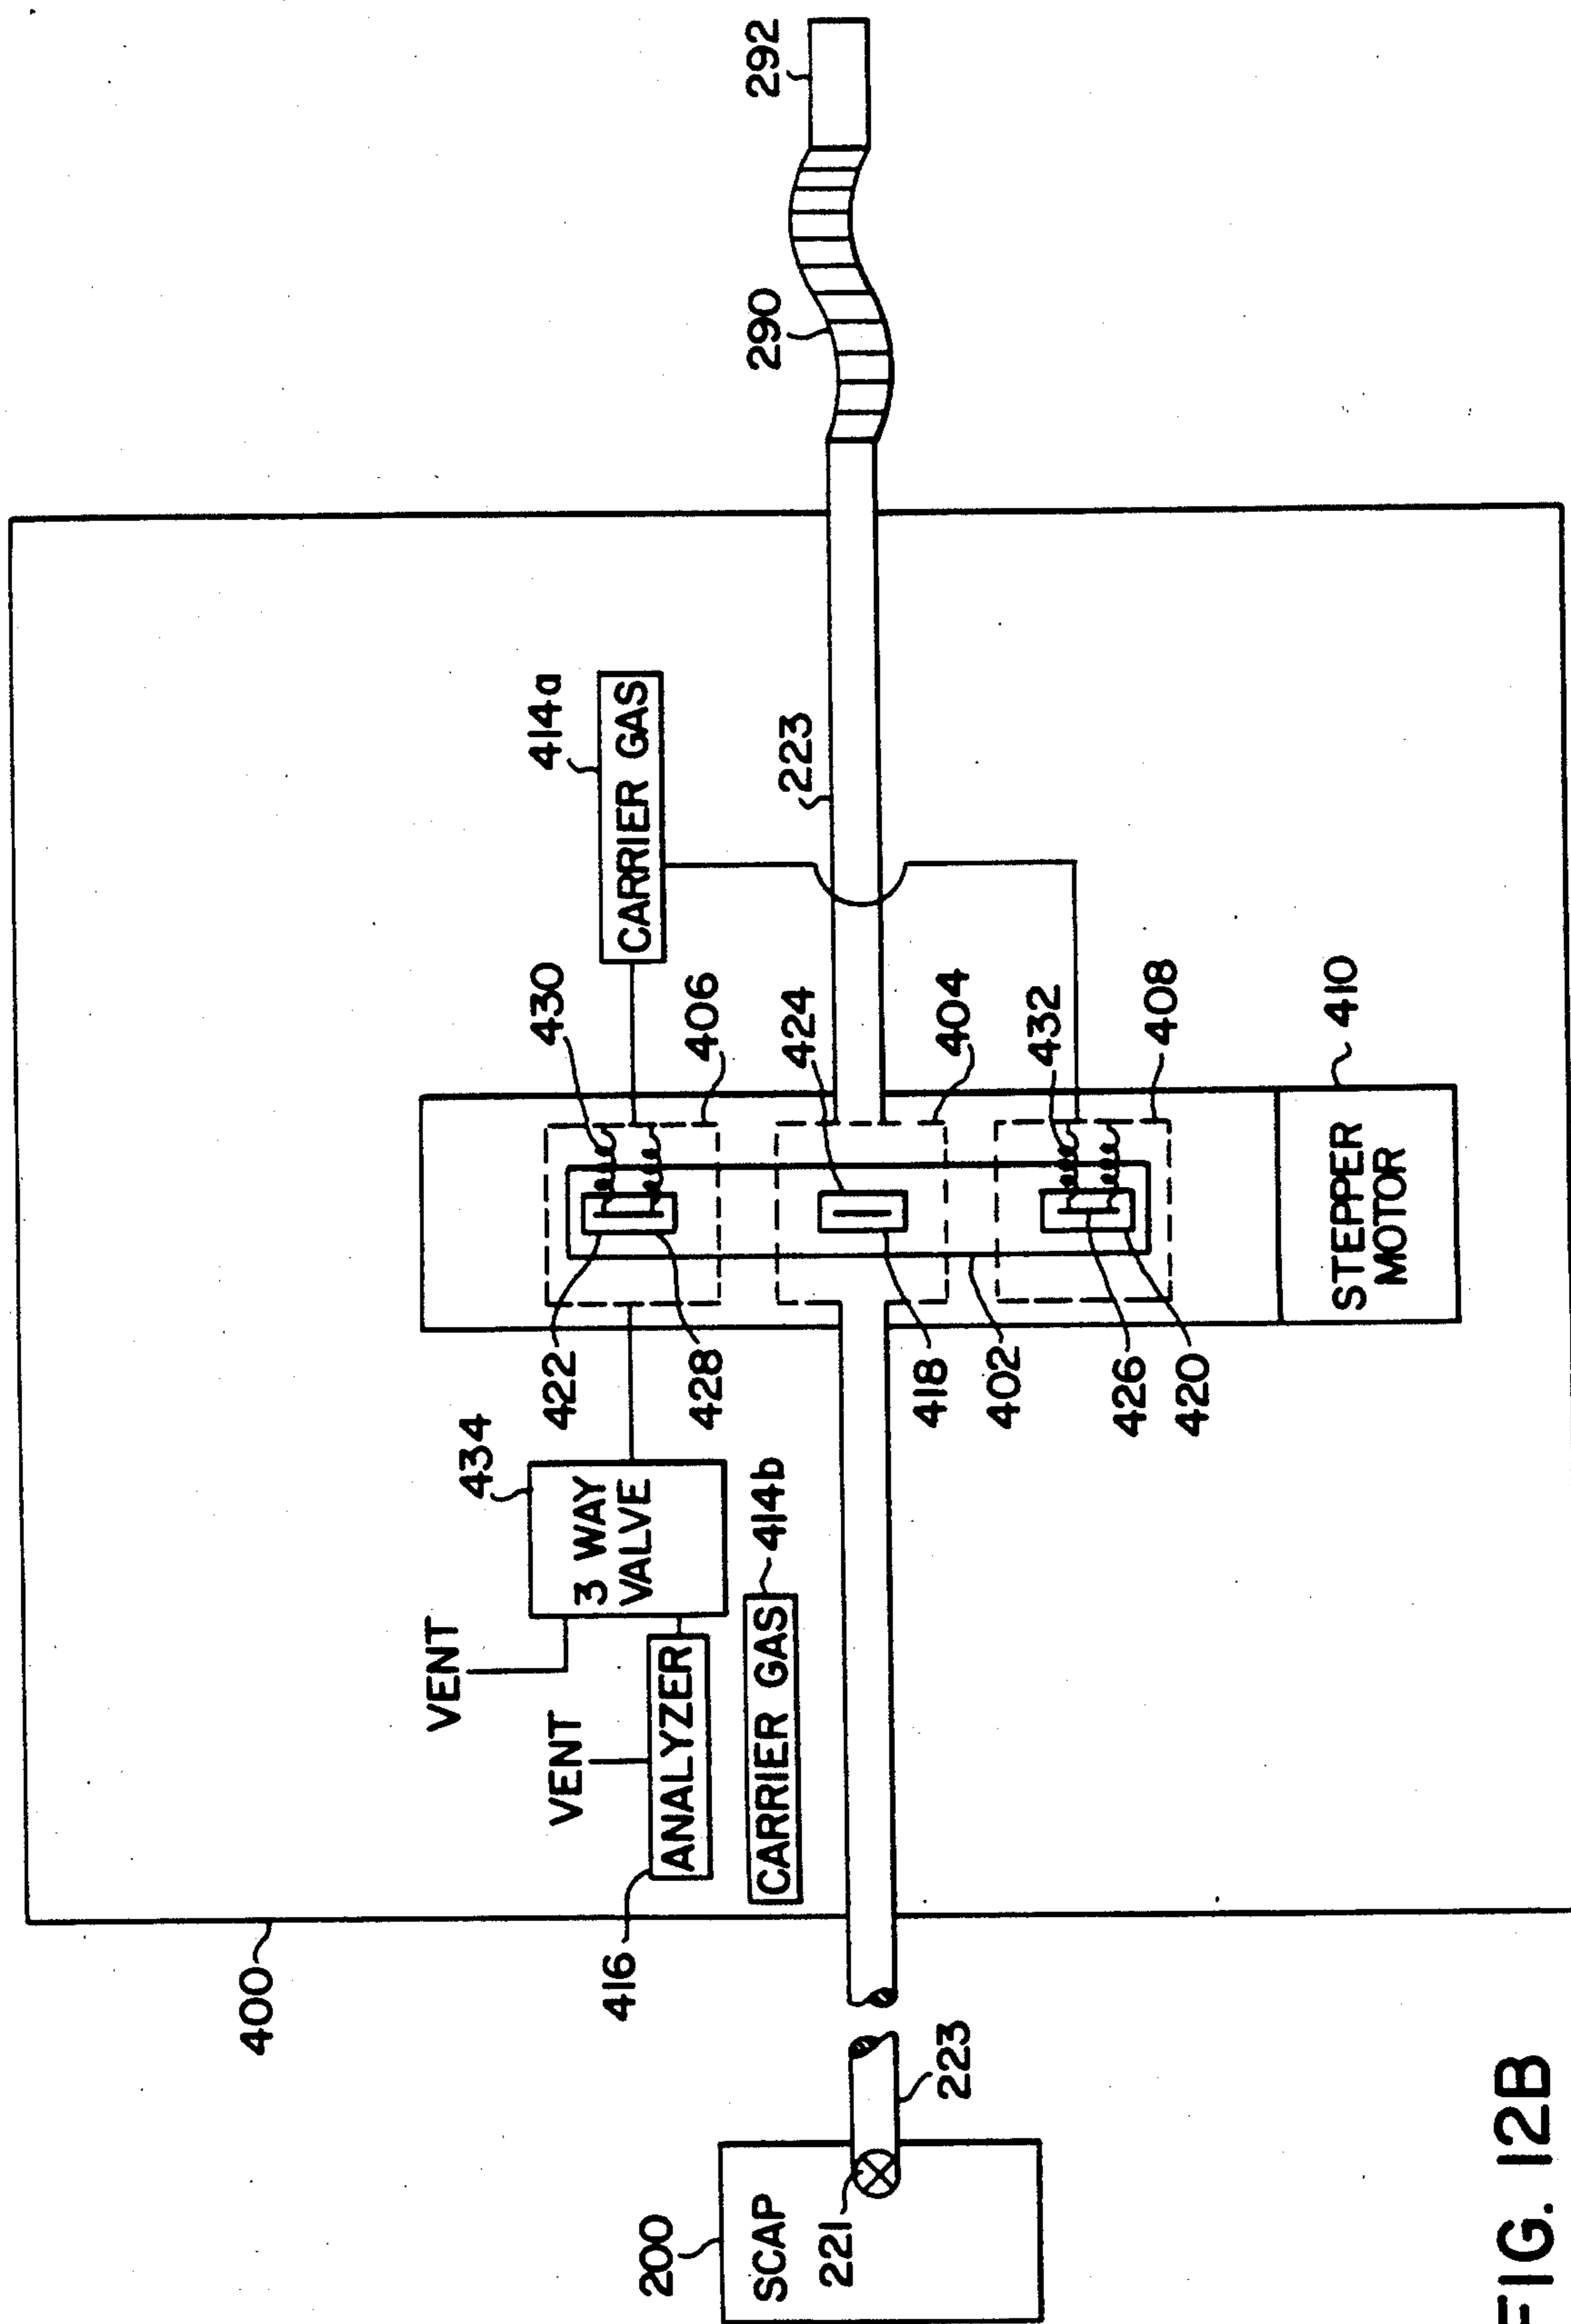 400
VENT
VENT
416
ANALYZER
434
3 WAY
VALVE
CARRIER GAS
414b
422
428
430
406
414a
CARRIER GAS
418
402
424
404
223
426
420
432
408
STEPPER
MOTOR
410
290
292
200
SCAP
221
223
FIG. 12B